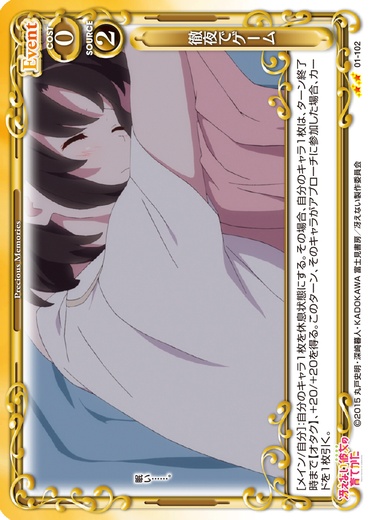 Event
COST
0
SOURCE
2
徹夜でゲーム
01-102
Precious Memories
眠い……。
[メイン/自分]:自分のキャラ1枚を休息状態にする。その場合、自分のキャラ1枚は、ターン終了
時まで【オタク】、+20/+20を得る。このターン、そのキャラがアプローチに参加した場合、カー
ドを1枚引く。
冴えない彼女の
育てかた
©2015 丸戸史明・深崎暮人・KADOKAWA 富士見書房/冴えない製作委員会